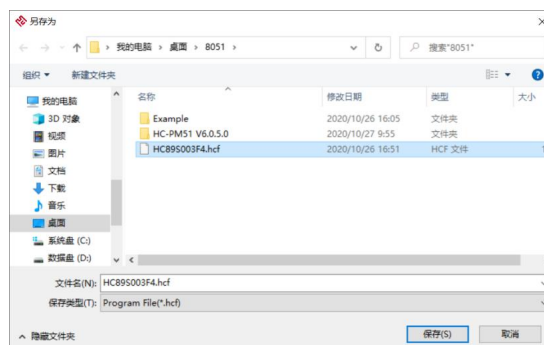 另存为
我的电脑 › 桌面 › 8051 ›
搜索"8051"
组织 新建文件夹
名称 修改日期 类型 大小
我的电脑
3D 对象
视频
图片
文档
下载
音乐
桌面
系统盘 (C:)
数据盘 (D:)
Example 2020/10/26 16:05 文件夹
HC-PM51 V6.0.5.0 2020/10/27 9:55 文件夹
HC89S003F4.hcf 2020/10/26 16:51 HCF 文件
文件名(N): HC89S003F4.hcf
保存类型(T): Program File(*.hcf)
隐藏文件夹 保存(S) 取消